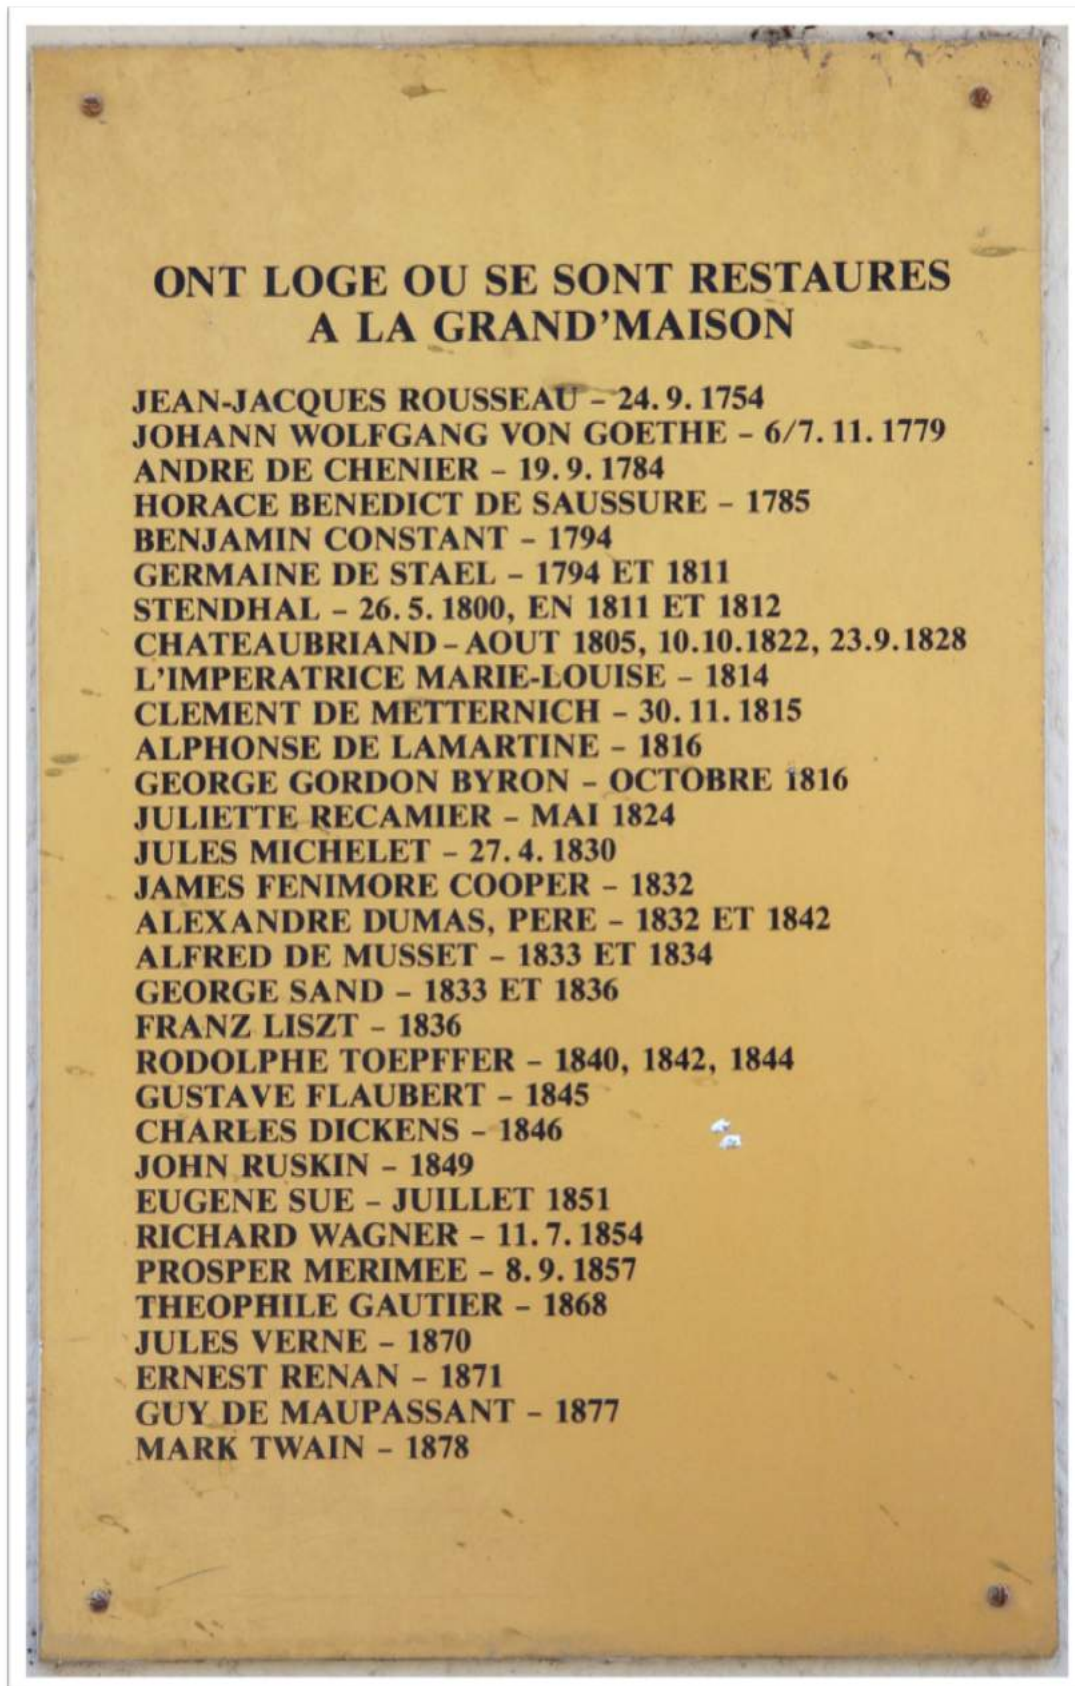 ONT LOGE OU SE SONT RESTAURES
A LA GRAND'MAISON
JEAN-JACQUES ROUSSEAU – 24.9.1754
JOHANN WOLFGANG VON GOETHE – 6/7.11.1779
ANDRE DE CHENIER – 19.9.1784
HORACE BENEDICT DE SAUSSURE – 1785
BENJAMIN CONSTANT – 1794
GERMAINE DE STAEL – 1794 ET 1811
STENDHAL – 26.5.1800, EN 1811 ET 1812
CHATEAUBRIAND – AOUT 1805, 10.10.1822, 23.9.1828
L'IMPERATRICE MARIE-LOUISE – 1814
CLEMENT DE METTERNICH – 30.11.1815
ALPHONSE DE LAMARTINE – 1816
GEORGE GORDON BYRON – OCTOBRE 1816
JULIETTE RECAMIER – MAI 1824
JULES MICHELET – 27.4.1830
JAMES FENIMORE COOPER – 1832
ALEXANDRE DUMAS, PERE – 1832 ET 1842
ALFRED DE MUSSET – 1833 ET 1834
GEORGE SAND – 1833 ET 1836
FRANZ LISZT – 1836
RODOLPHE TOEPFFER – 1840, 1842, 1844
GUSTAVE FLAUBERT – 1845
CHARLES DICKENS – 1846
JOHN RUSKIN – 1849
EUGENE SUE – JUILLET 1851
RICHARD WAGNER – 11.7.1854
PROSPER MERIMEE – 8.9.1857
THEOPHILE GAUTIER – 1868
JULES VERNE – 1870
ERNEST RENAN – 1871
GUY DE MAUPASSANT – 1877
MARK TWAIN – 1878